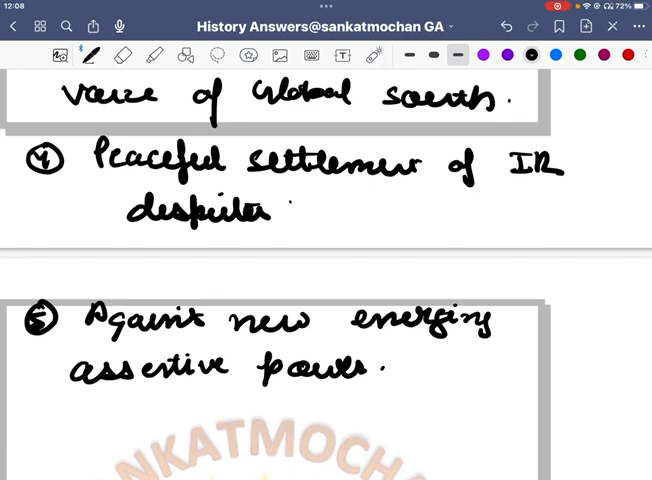 12:08
72%
History Answers@sankatmochan GA
voice of Global south.
④ Peaceful settlement of IR
disputes
⑤ Against new emerging
assertive powers.
SANKATMOCHA